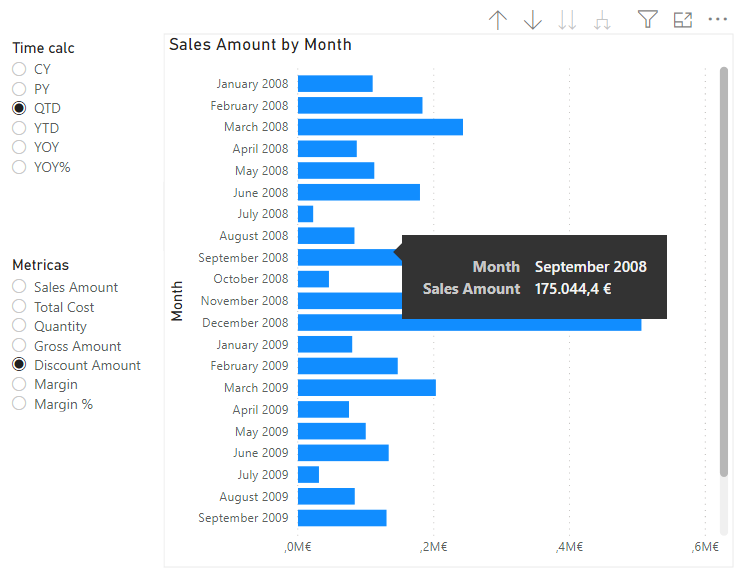 Time calc
CY
PY
QTD
YTD
YOY
YOY%
Metricas
Sales Amount
Total Cost
Quantity
Gross Amount
Discount Amount
Margin
Margin %
Sales Amount by Month
Month
January 2008
February 2008
March 2008
April 2008
May 2008
June 2008
July 2008
August 2008
September 2008
October 2008
November 2008
December 2008
January 2009
February 2009
March 2009
April 2009
May 2009
June 2009
July 2009
August 2009
September 2009
Month September 2008
Sales Amount 175.044,4 €
,0M€ ,2M€ ,4M€ ,6M€